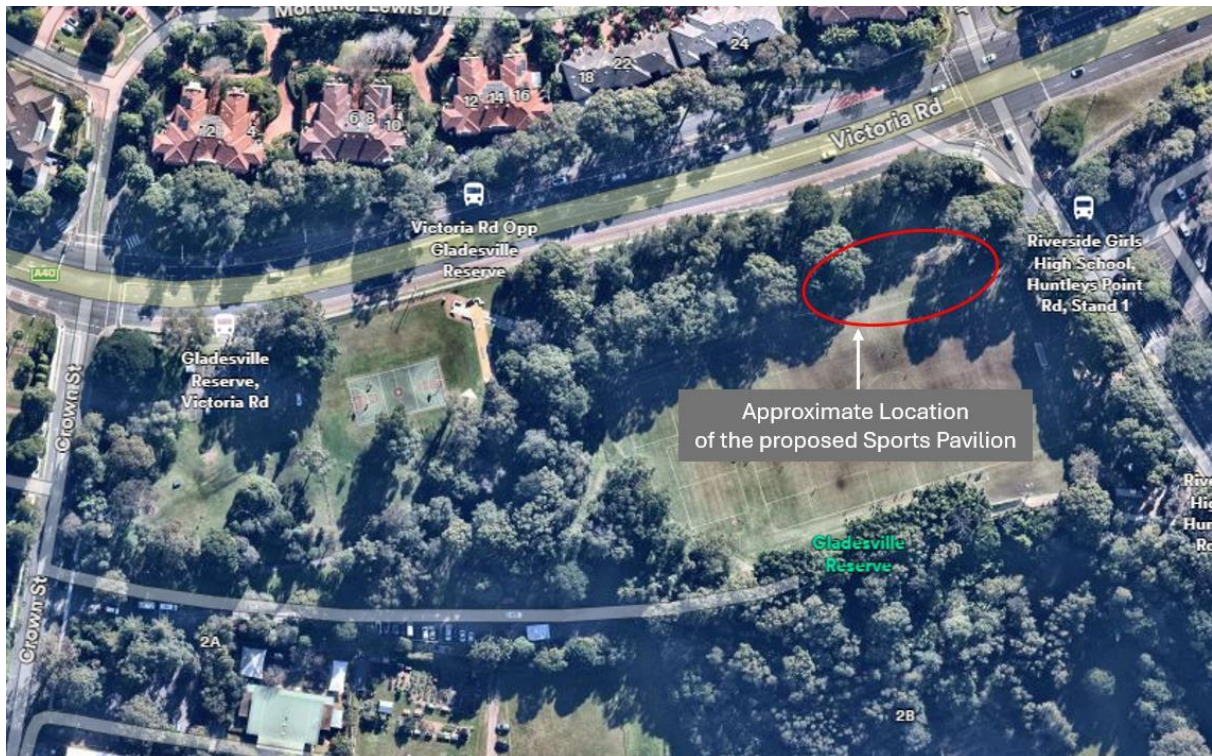 Mortimer Lewis Dr
24
22
18
16
14
12
10
8
6
4
Victoria Rd
Victoria Rd Opp
Gladesville
Reserve
A40
Riverside Girls
High School,
Huntleys Point
Rd, Stand 1
Gladesville
Reserve,
Victoria Rd
Crown St
Approximate Location
of the proposed Sports Pavilion
Gladesville
Reserve
Crown St
2A
2B